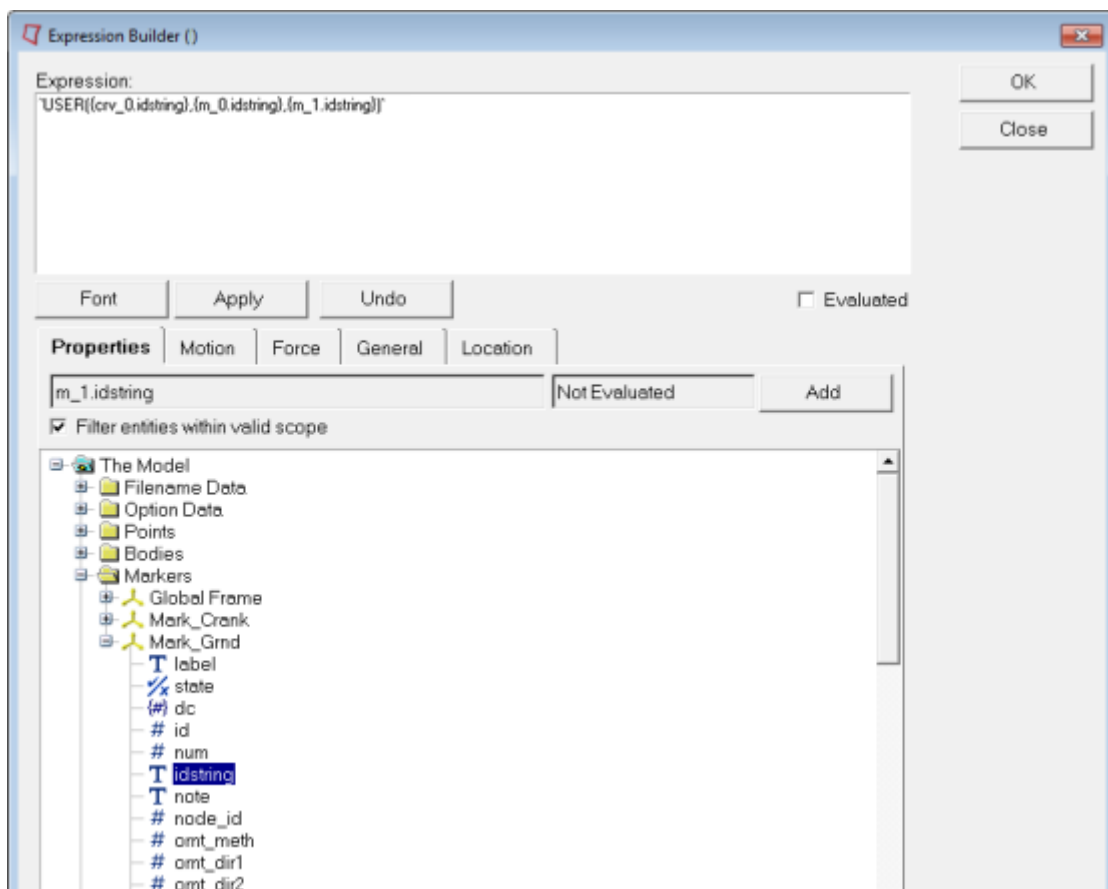 Expression Builder ()
Expression:
`USER({crv_0.idstring},{m_0.idstring},{m_1.idstring})`
OK
Close
Font
Apply
Undo
Evaluated
Properties
Motion
Force
General
Location
m_1.idstring
Not Evaluated
Add
Filter entities within valid scope
The Model
Filename Data
Option Data
Points
Bodies
Markers
Global Frame
Mark_Crank
Mark_Grnd
T label
state
{#} dc
# id
# num
T idstring
T note
# node_id
# omt_meth
# omt_dir1
# omt_dir2